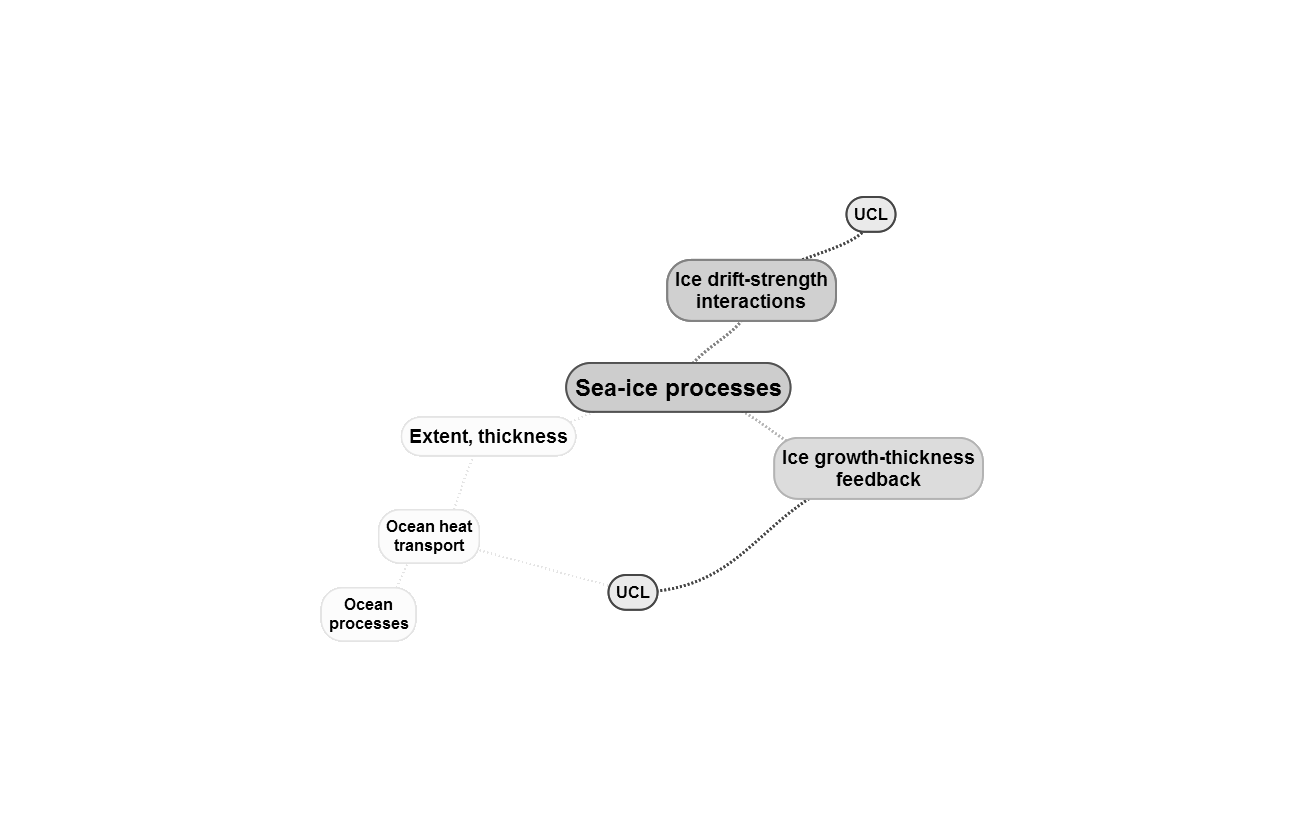 UCL
Ice drift-strength
interactions
Sea-ice processes
Extent, thickness
Ice growth-thickness
feedback
Ocean heat
transport
UCL
Ocean
processes